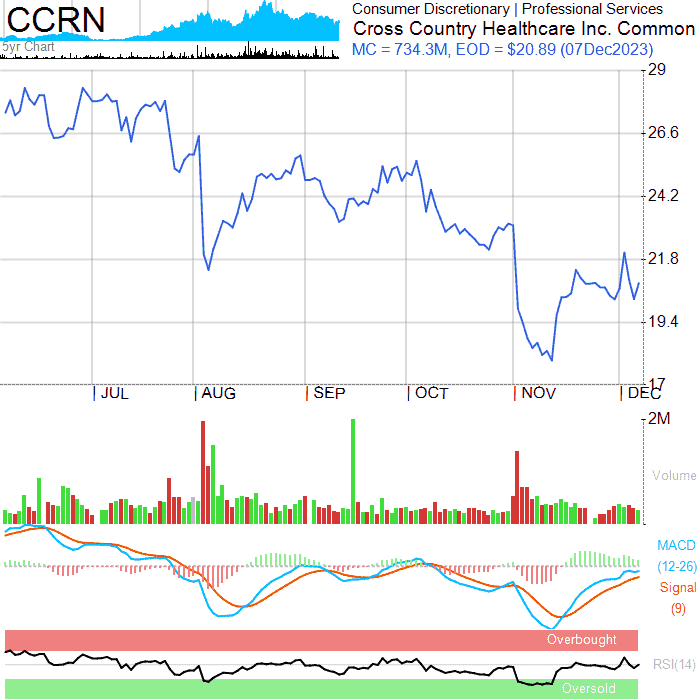 CCRN
5yr Chart
Consumer Discretionary | Professional Services
Cross Country Healthcare Inc. Common
MC = 734.3M, EOD = $20.89 (07Dec2023)
29
26.6
24.2
21.8
19.4
17
JUL
AUG
SEP
OCT
NOV
DEC
2M
Volume
MACD
(12-26)
Signal
(9)
Overbought
RSI(14)
Oversold